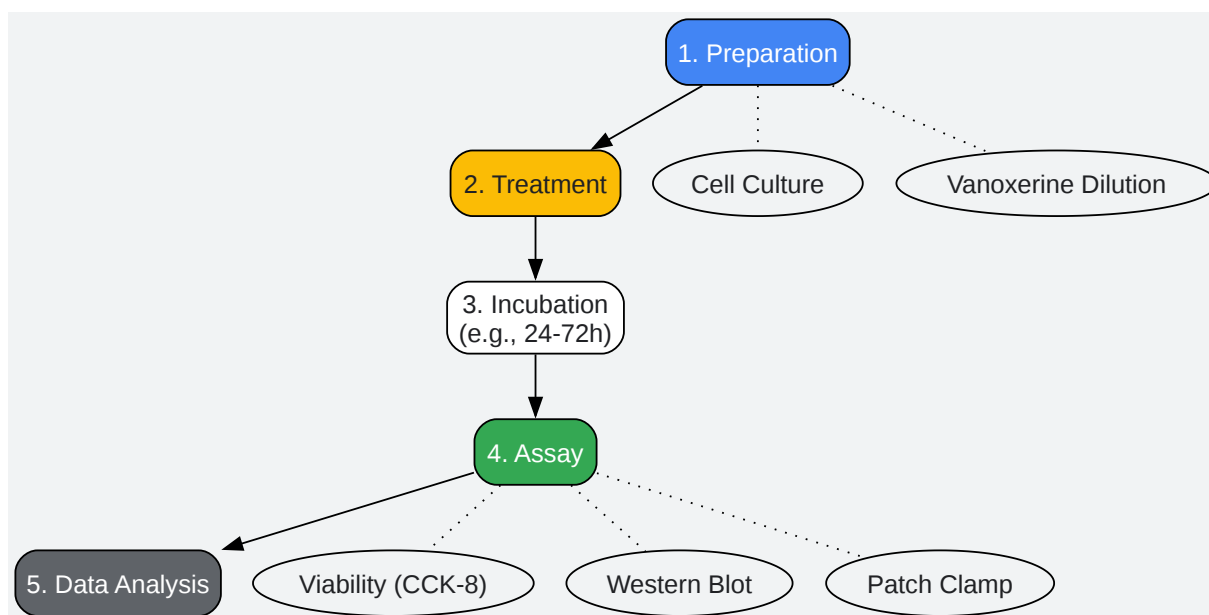 1. Preparation
2. Treatment
Cell Culture
Vanoxerine Dilution
3. Incubation
(e.g., 24-72h)
4. Assay
5. Data Analysis
Viability (CCK-8)
Western Blot
Patch Clamp